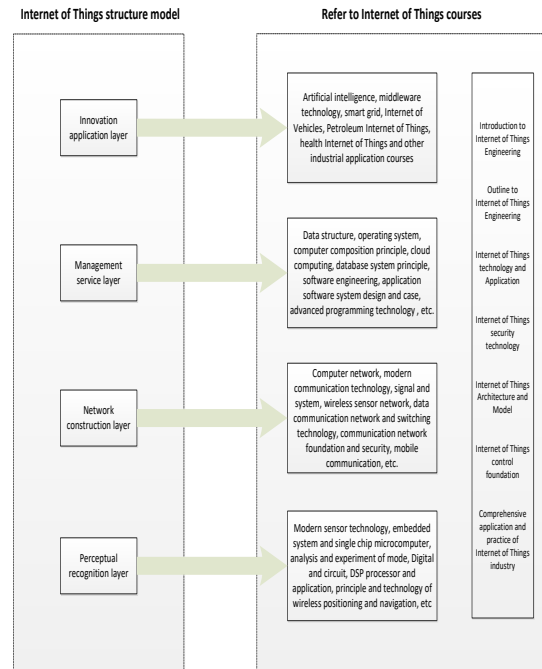 Internet of Things structure model
Refer to Internet of Things courses
Innovation
application layer
Artificial intelligence, middleware
technology, smart grid, Internet of
Vehicles, Petroleum Internet of Things,
health Internet of Things and other
industrial application courses
Management
service layer
Data structure, operating system,
computer composition principle, cloud
computing, database system principle,
software engineering, application
software system design and case,
advanced programming technology , etc.
Network
construction layer
Computer network, modern
communication technology, signal and
system, wireless sensor network, data
communication network and switching
technology, communication network
foundation and security, mobile
communication, etc.
Perceptual
recognition layer
Modern sensor technology, embedded
system and single chip microcomputer,
analysis and experiment of mode, Digital
and circuit, DSP processor and
application, principle and technology of
wireless positioning and navigation, etc
Introduction to
Internet of Things
Engineering
Outline to
Internet of Things
Engineering
Internet of Things
technology and
Application
Internet of Things
security
technology
Internet of Things
Architecture and
Model
Internet of Things
control
foundation
Comprehensive
application and
practice of
Internet of Things
industry